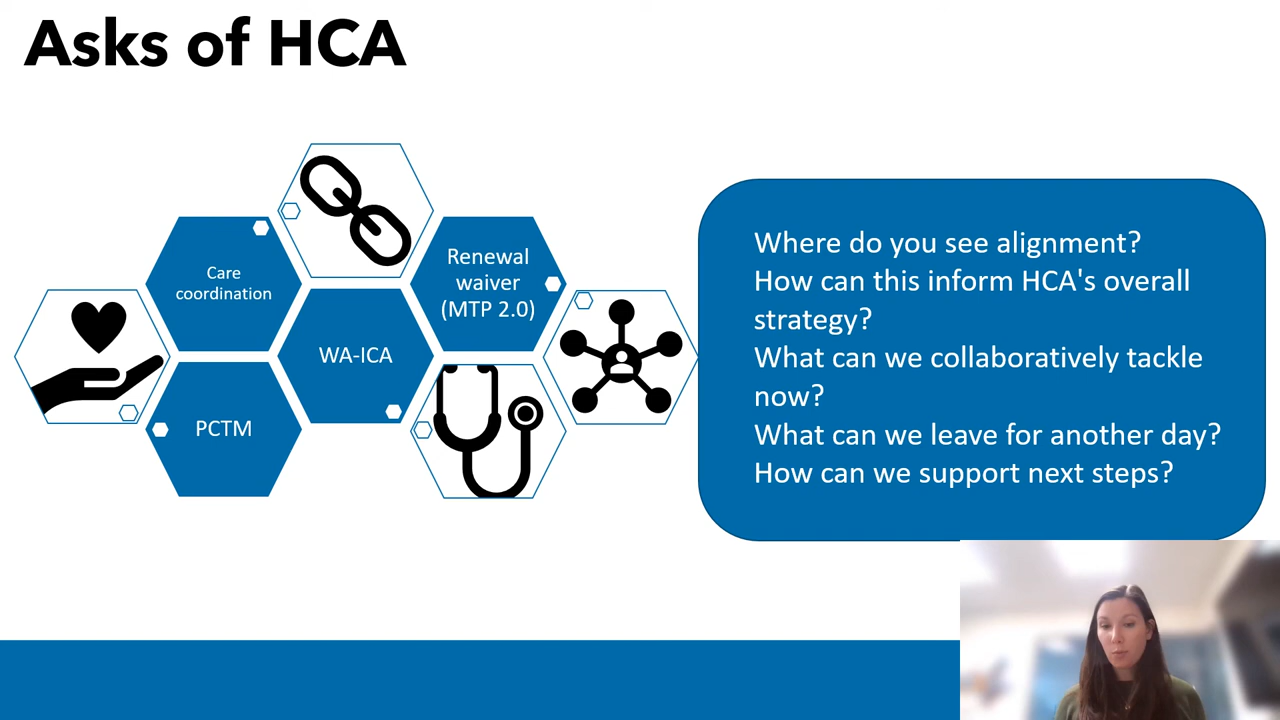 Asks of HCA
Care
coordination
PCTM
WA-ICA
Renewal
waiver
(MTP 2.0)
Where do you see alignment?
How can this inform HCA's overall
strategy?
What can we collaboratively tackle
now?
What can we leave for another day?
How can we support next steps?